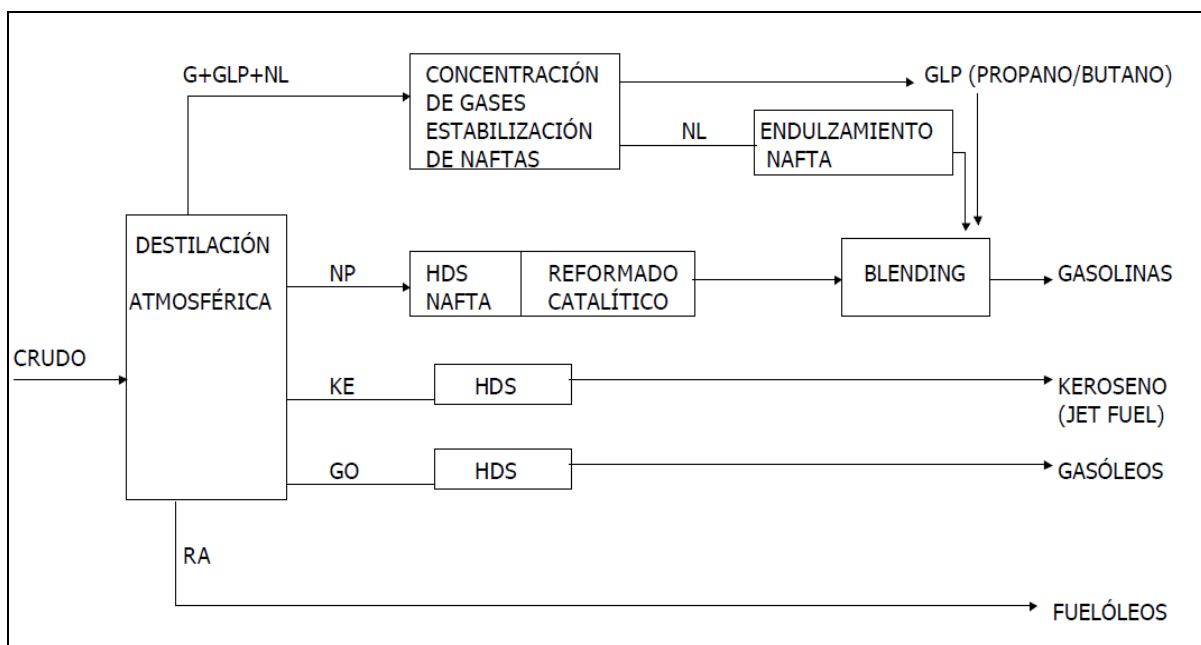 G+GLP+NL
CONCENTRACIÓN
DE GASES
ESTABILIZACIÓN
DE NAFTAS
GLP (PROPANO/BUTANO)
NL
ENDULZAMIENTO
NAFTA
DESTILACIÓN
ATMOSFÉRICA
NP
HDS
NAFTA
REFORMADO
CATALÍTICO
BLENDING
GASOLINAS
CRUDO
KE
HDS
KEROSENO
(JET FUEL)
GO
HDS
GASÓLEOS
RA
FUELÓLEOS